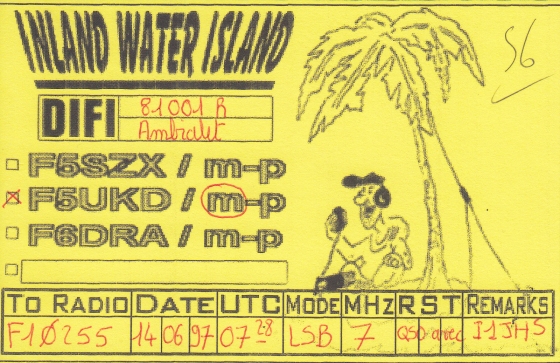 INLAND WATER ISLAND
S6
DIFI 81001 R
Ambialet
F5SZX / m-p
F5UKD / m-p
F6DRA / m-p
TO RADIO DATE UTC MODE MHz RST REMARKS
F1Ø255 14 06 97 07 28 LSB 7 QSO avec I1JHS